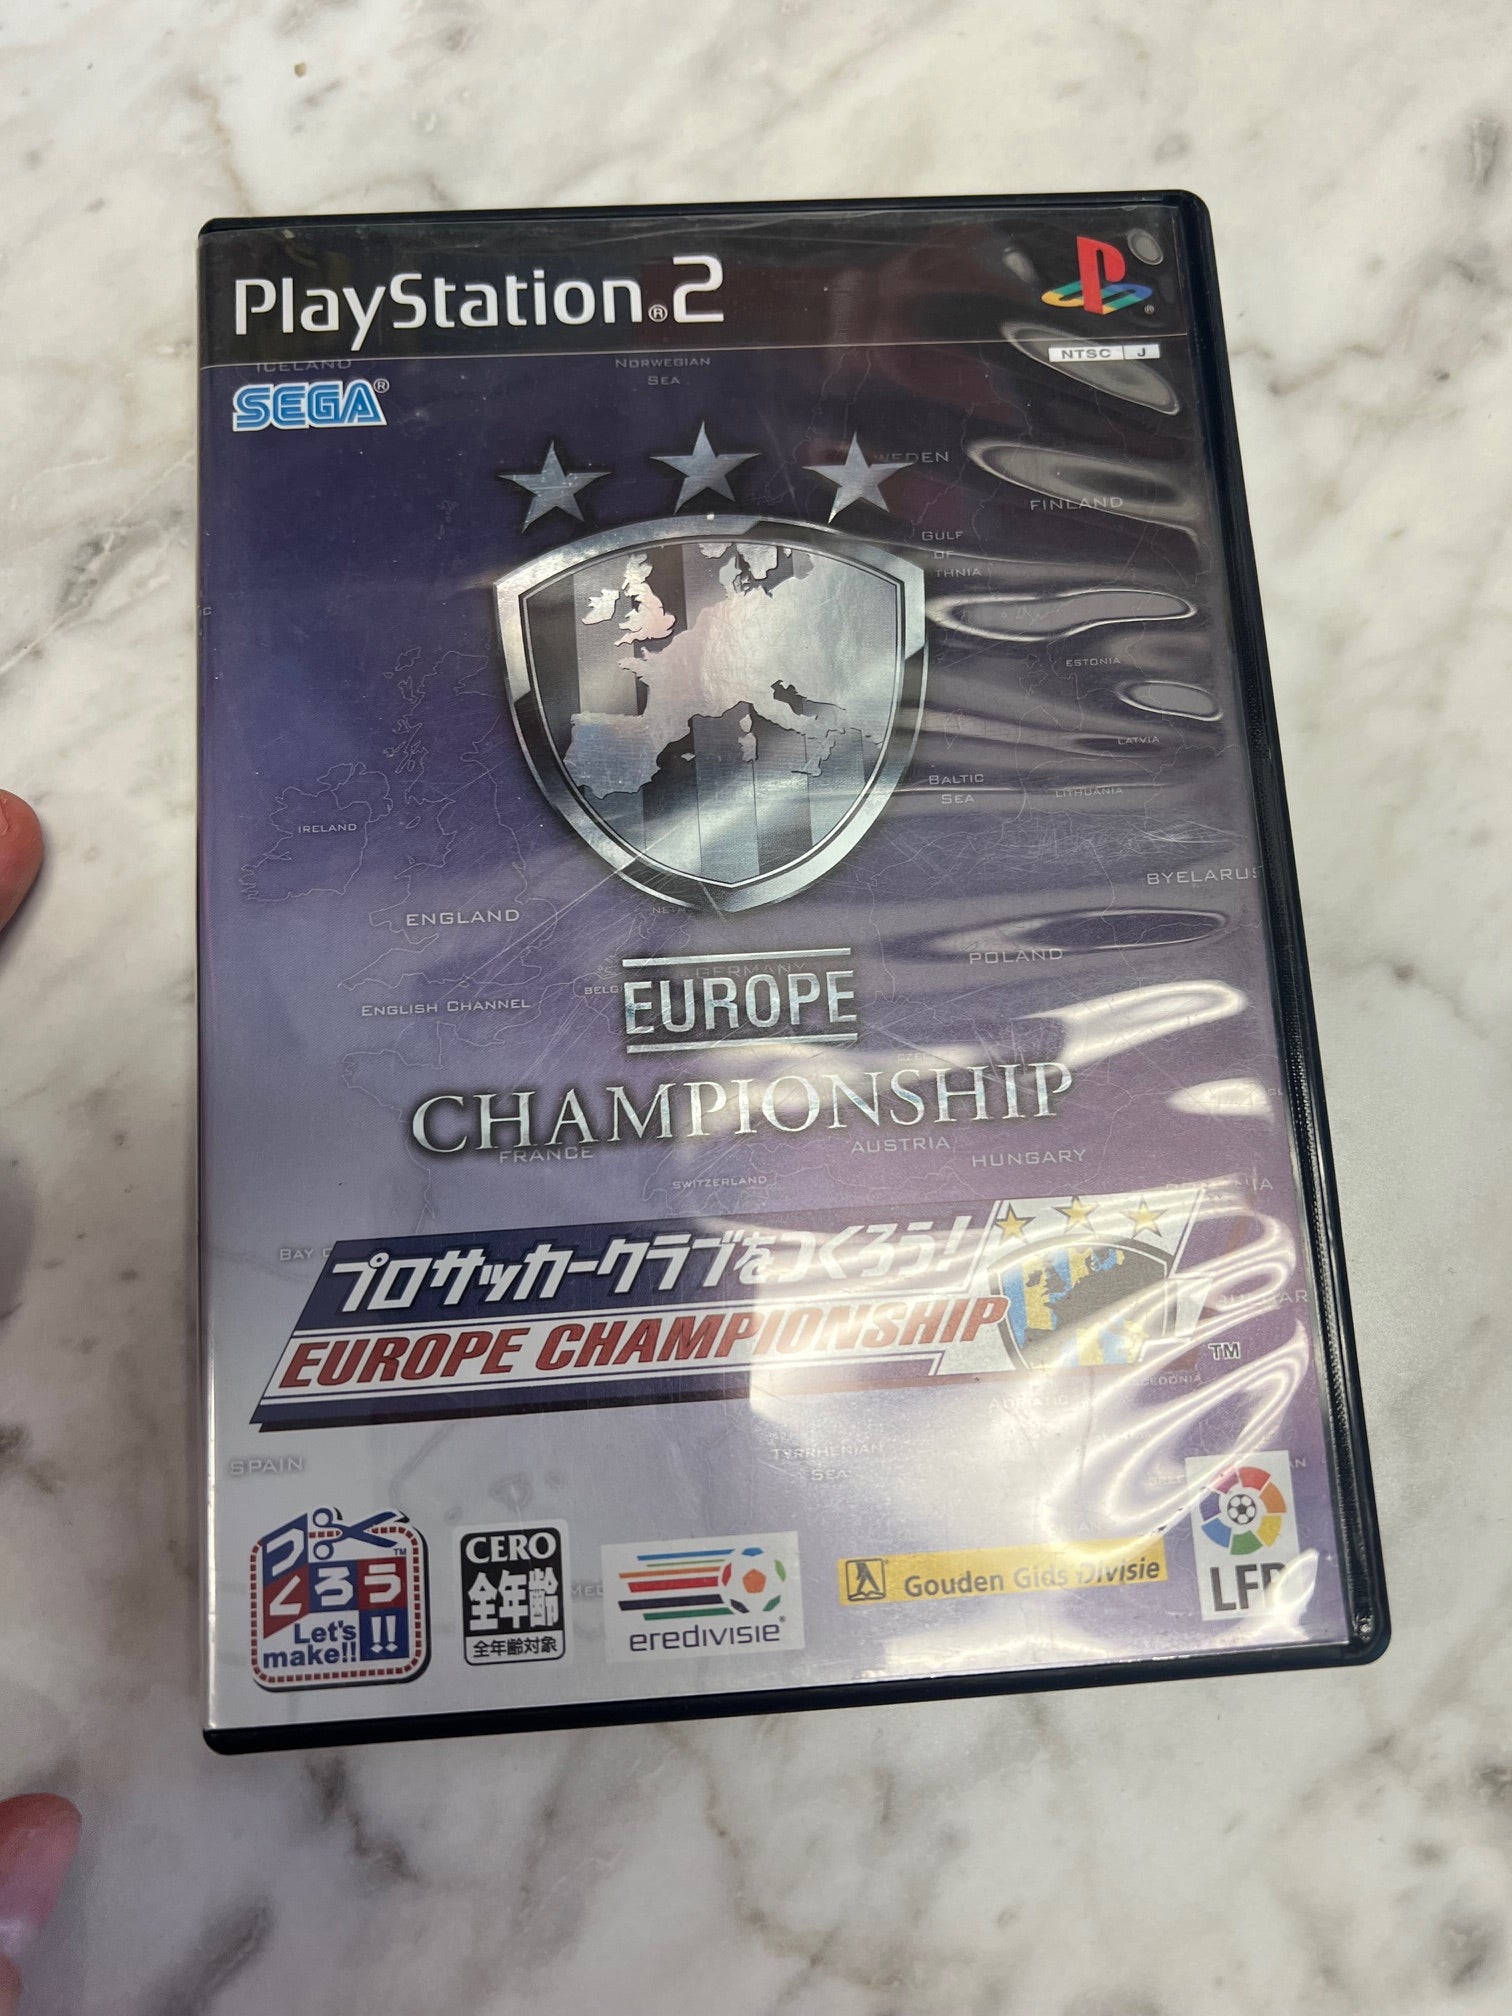 PlayStation®2
NTSC J
SEGA®
ICELAND
NORWEGIAN
SEA
WEDEN
FINLAND
GULF
OF
THNIA
ESTONIA
LATVIA
BALTIC
SEA
LITHUANIA
IRELAND
BYELARUS
ENGLAND
POLAND
GERMANY
ENGLISH CHANNEL
EUROPE
CHAMPIONSHIP
FRANCE
AUSTRIA
HUNGARY
SWITZERLAND
プロサッカークラブをつくろう!
EUROPE CHAMPIONSHIP
TM
ADRIATIC
TYRRHENIAN
SEA
SPAIN
つくろう!!
TM
Let's
make!!
CERO
全年齢
全年齢対象
eredivisie®
Gouden Gids Divisie
LFP